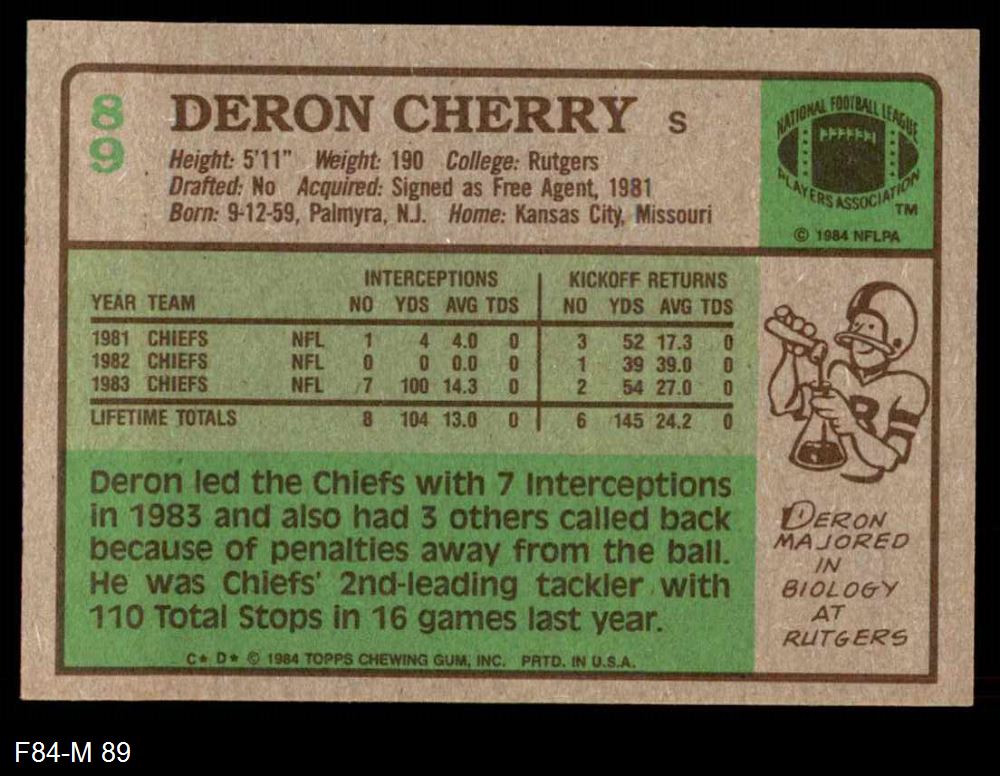 89
DERON CHERRY S
Height: 5'11" Weight: 190 College: Rutgers
Drafted: No Acquired: Signed as Free Agent, 1981
Born: 9-12-59, Palmyra, N.J. Home: Kansas City, Missouri
NATIONAL FOOTBALL LEAGUE
PLAYERS ASSOCIATION
TM
© 1984 NFLPA
INTERCEPTIONS KICKOFF RETURNS
YEAR TEAM NO YDS AVG TDS NO YDS AVG TDS
1981 CHIEFS NFL 1 4 4.0 0 3 52 17.3 0
1982 CHIEFS NFL 0 0 0.0 0 1 39 39.0 0
1983 CHIEFS NFL 7 100 14.3 0 2 54 27.0 0
LIFETIME TOTALS 8 104 13.0 0 6 145 24.2 0
Deron led the Chiefs with 7 Interceptions
in 1983 and also had 3 others called back
because of penalties away from the ball.
He was Chiefs' 2nd-leading tackler with
110 Total Stops in 16 games last year.
C* D* © 1984 TOPPS CHEWING GUM, INC. PRTD. IN U.S.A.
DERON
MAJORED
IN
BIOLOGY
AT
RUTGERS
F84-M 89